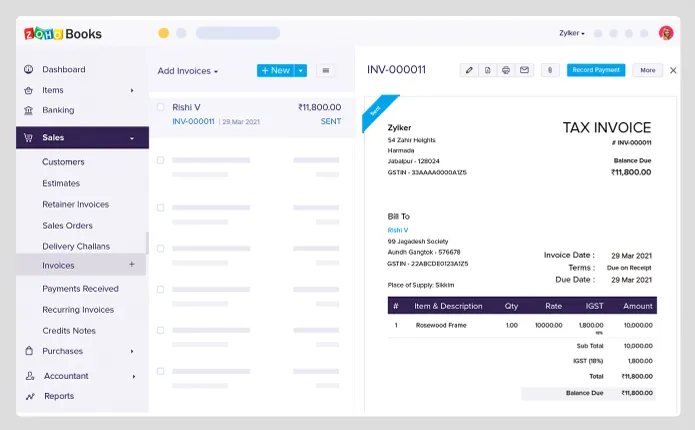 ZOHO Books
Zylker
Dashboard
Items
Banking
Sales
Customers
Estimates
Retainer Invoices
Sales Orders
Delivery Challans
Invoices +
Payments Received
Recurring Invoices
Credits Notes
Purchases
Accountant
Reports
Add Invoices
+ New
Rishi V ₹11,800.00
INV-000011 | 29 Mar 2021 SENT
INV-000011
Record Payment
More
Sent
Zylker
54 Zahir Heights
Harmada
Jabalpur - 128024
GSTIN - 33AAAA0000A1Z5
TAX INVOICE
# INV-000011
Balance Due
₹11,800.00
Bill To
Rishi V
99 Jagadesh Society
Aundh Gangtok - 576678
GSTIN - 22ABCDE0123A1Z5
Place of Supply: Sikkim
Invoice Date : 29 Mar 2021
Terms : Due on Receipt
Due Date : 29 Mar 2021
# Item & Description Qty Rate IGST Amount
1 Rosewood Frame 1.00 10000.00 1,800.00 10,000.00
18%
Sub Total 10,000.00
IGST (18%) 1,800.00
Total ₹11,800.00
Balance Due ₹11,800.00